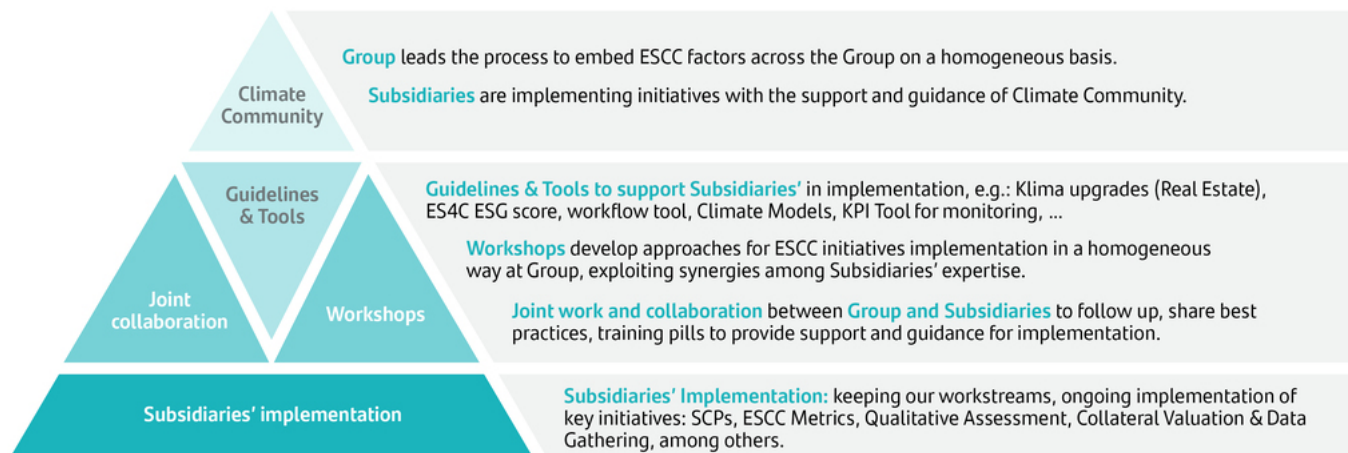 Climate
Community
Group leads the process to embed ESCC factors across the Group on a homogeneous basis.
Subsidiaries are implementing initiatives with the support and guidance of Climate Community.
Guidelines
& Tools
Joint
collaboration
Workshops
Guidelines & Tools to support Subsidiaries' in implementation, e.g.: Klima upgrades (Real Estate),
ES4C ESG score, workflow tool, Climate Models, KPI Tool for monitoring, ...
Workshops develop approaches for ESCC initiatives implementation in a homogeneous
way at Group, exploiting synergies among Subsidiaries' expertise.
Joint work and collaboration between Group and Subsidiaries to follow up, share best
practices, training pills to provide support and guidance for implementation.
Subsidiaries' implementation
Subsidiaries' Implementation: keeping our workstreams, ongoing implementation of
key initiatives: SCPs, ESCC Metrics, Qualitative Assessment, Collateral Valuation & Data
Gathering, among others.